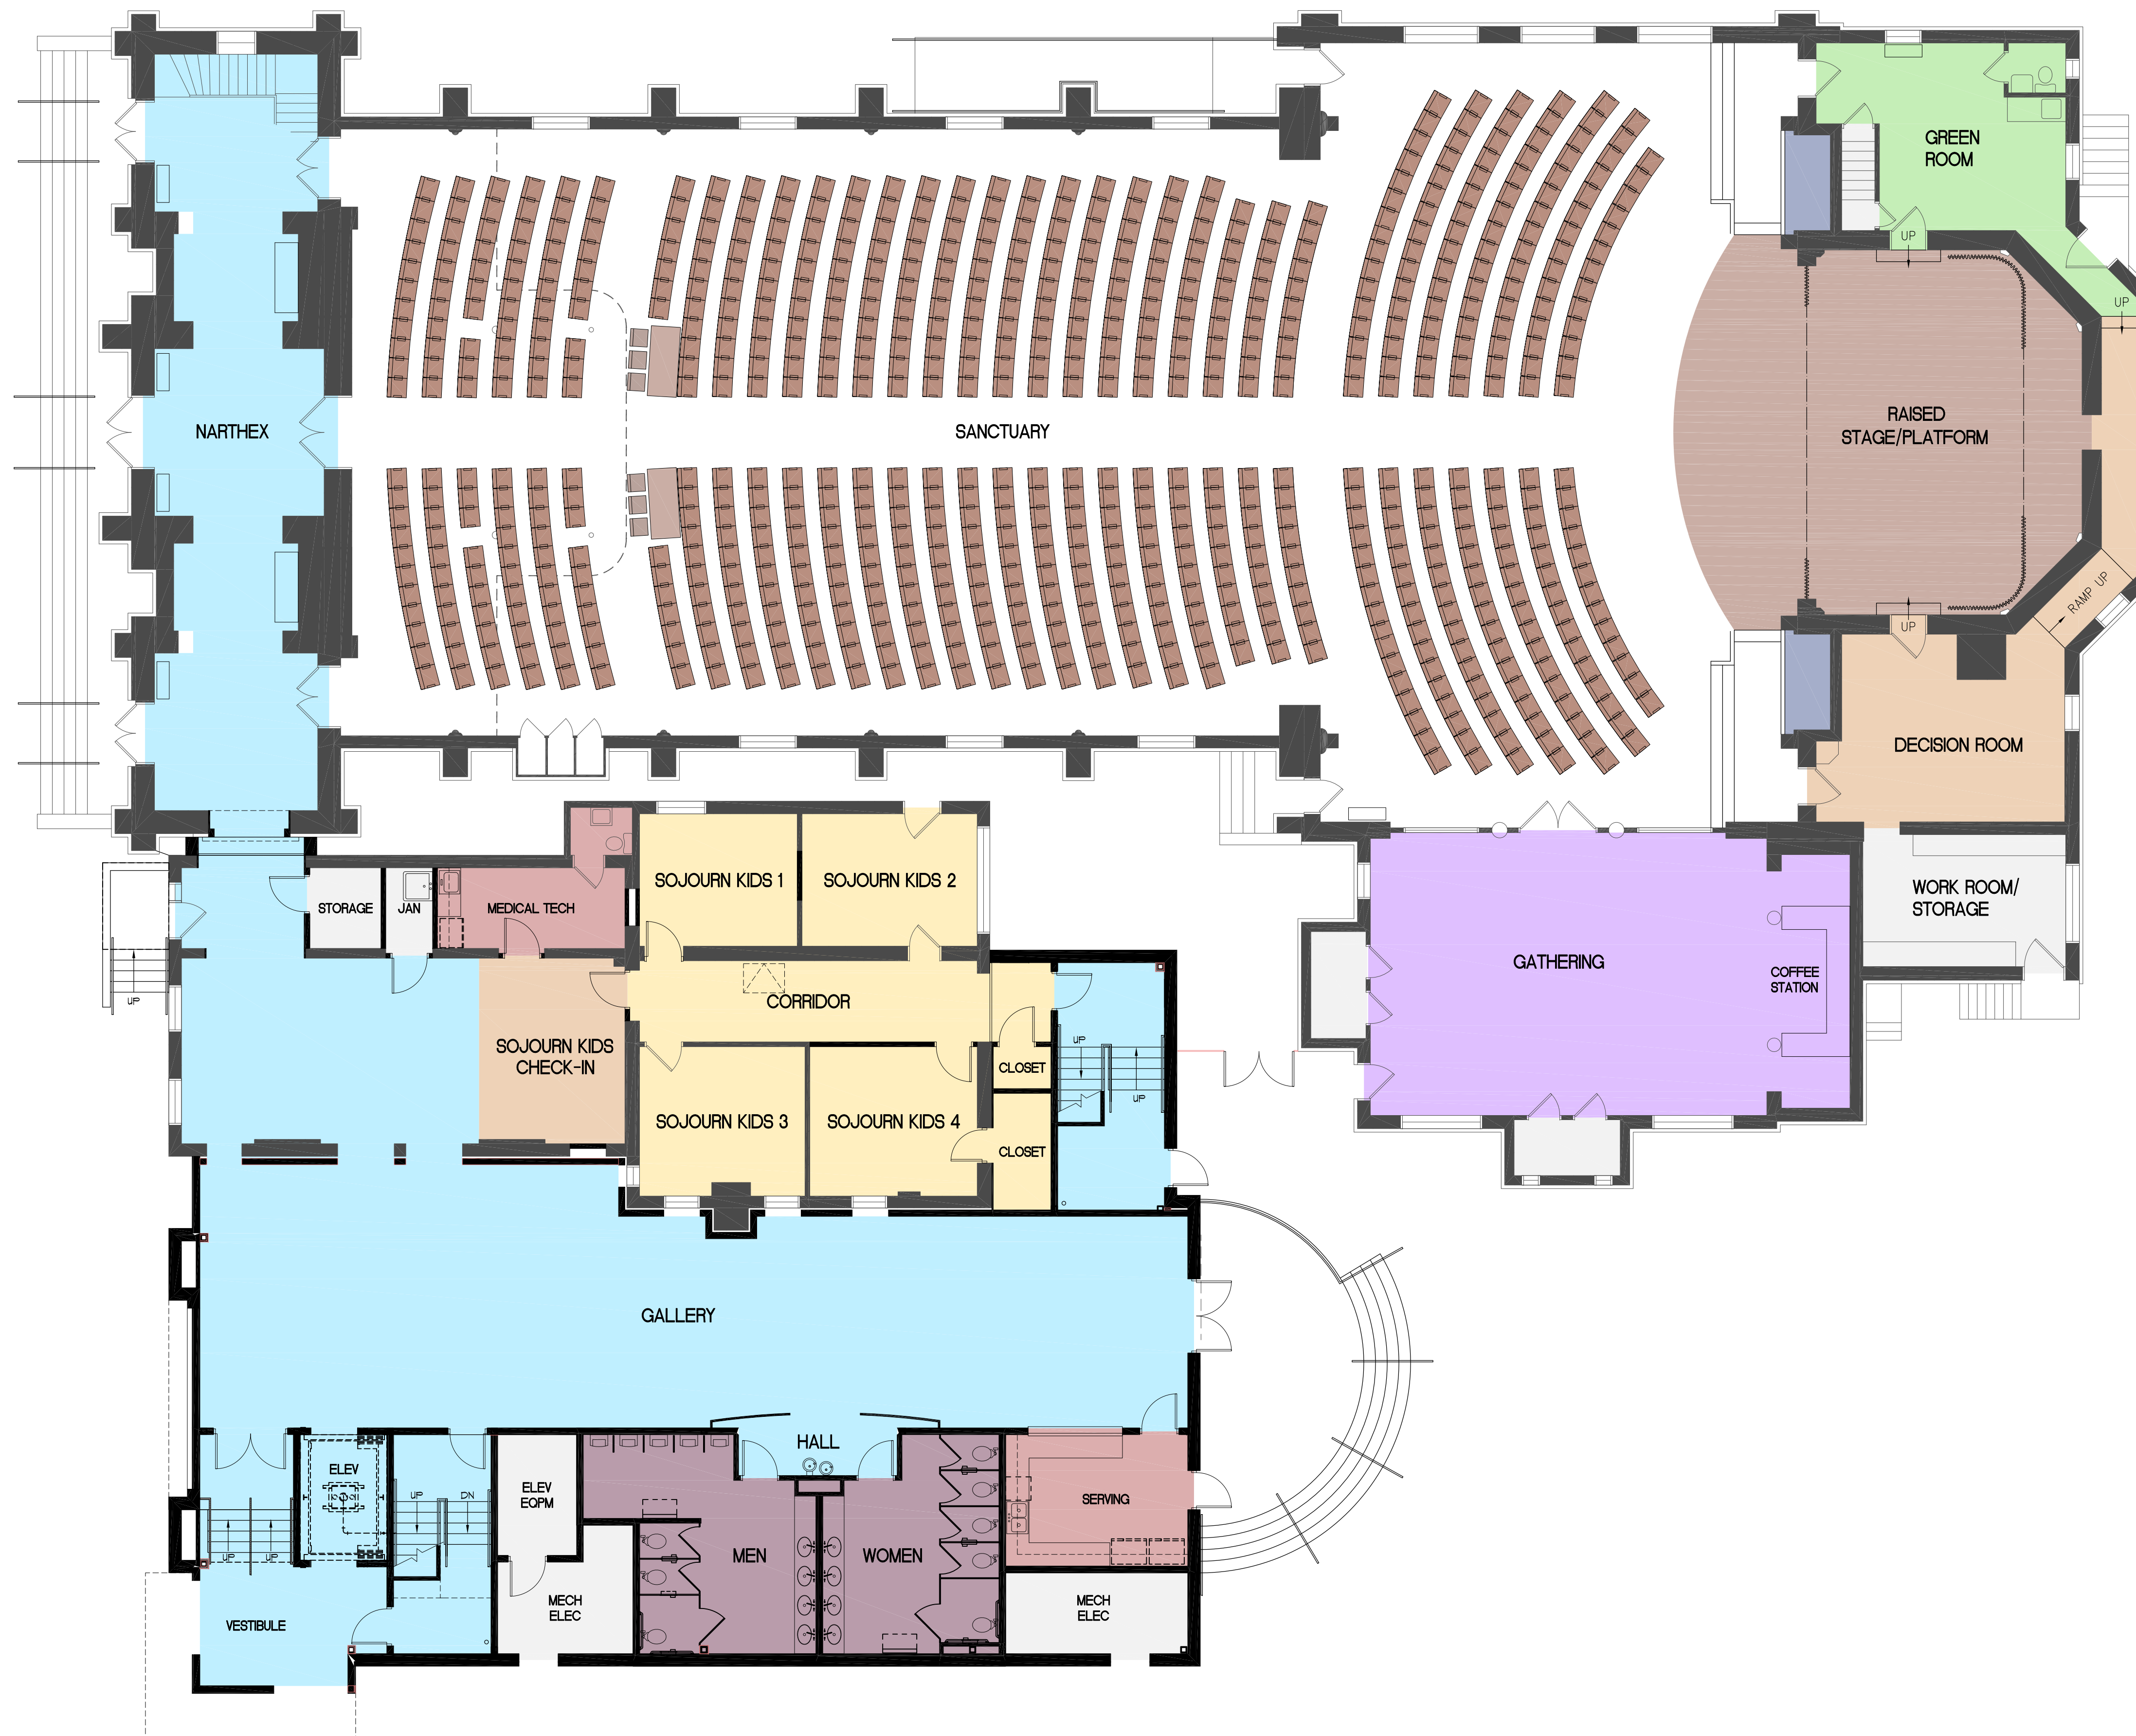 GREEN
ROOM
UP
UP
NARTHEX
SANCTUARY
RAISED
STAGE/PLATFORM
RAMP UP
UP
DECISION ROOM
SOJOURN KIDS 1
SOJOURN KIDS 2
STORAGE
JAN
MEDICAL TECH
WORK ROOM/
STORAGE
GATHERING
COFFEE
STATION
UP
CORRIDOR
SOJOURN KIDS
CHECK-IN
UP
UP
CLOSET
SOJOURN KIDS 3
SOJOURN KIDS 4
CLOSET
GALLERY
HALL
ELEV
UP
DN
ELEV
EQPM
SERVING
UP
UP
MEN
WOMEN
MECH
ELEC
MECH
ELEC
VESTIBULE